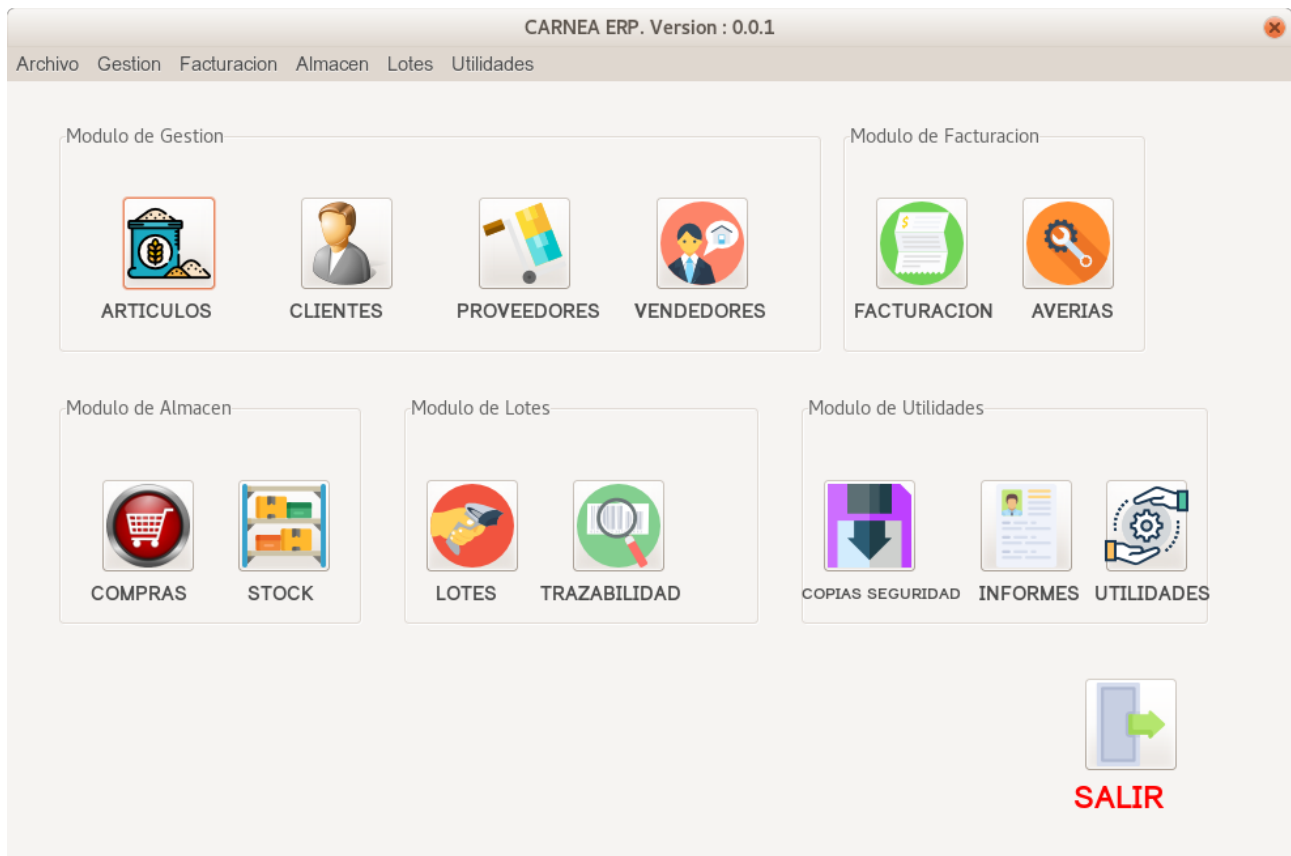 CARNEA ERP. Version : 0.0.1
Archivo Gestion Facturacion Almacen Lotes Utilidades
Modulo de Gestion
ARTICULOS CLIENTES PROVEEDORES VENDEDORES
Modulo de Facturacion
FACTURACION AVERIAS
Modulo de Almacen
COMPRAS STOCK
Modulo de Lotes
LOTES TRAZABILIDAD
Modulo de Utilidades
COPIAS SEGURIDAD INFORMES UTILIDADES
SALIR